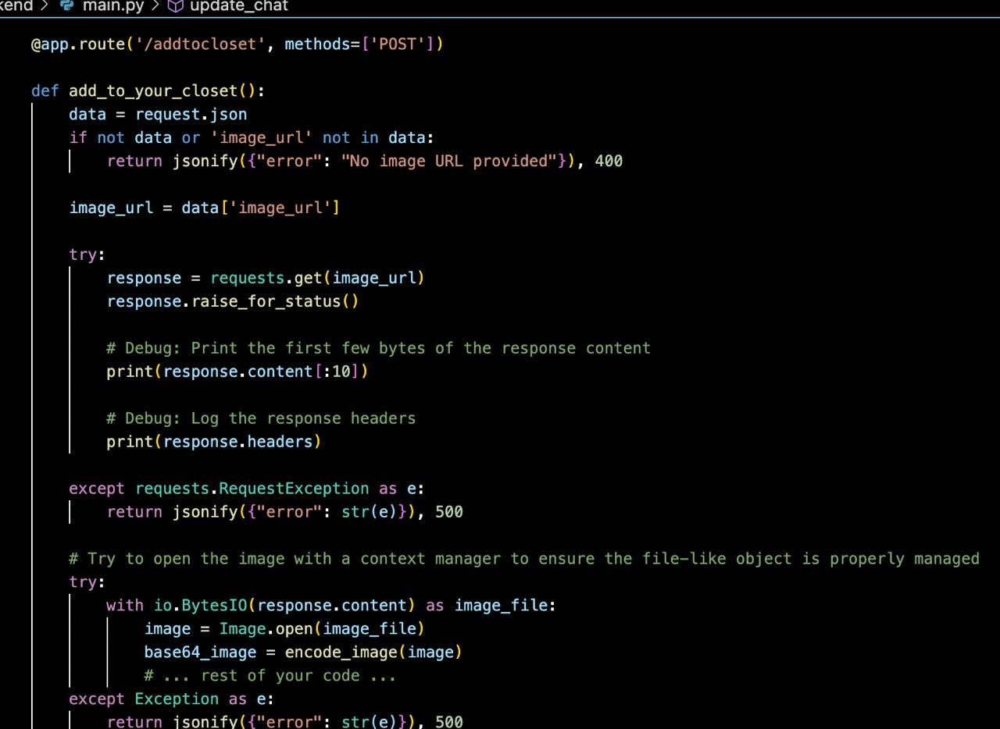 kend > main.py > update_chat
@app.route('/addtocloset', methods=['POST'])
def add_to_your_closet():
data = request.json
if not data or 'image_url' not in data:
return jsonify({"error": "No image URL provided"}), 400
image_url = data['image_url']
try:
response = requests.get(image_url)
response.raise_for_status()
# Debug: Print the first few bytes of the response content
print(response.content[:10])
# Debug: Log the response headers
print(response.headers)
except requests.RequestException as e:
return jsonify({"error": str(e)}), 500
# Try to open the image with a context manager to ensure the file-like object is properly managed
try:
with io.BytesIO(response.content) as image_file:
image = Image.open(image_file)
base64_image = encode_image(image)
# ... rest of your code ...
except Exception as e:
return jsonify({"error": str(e)}), 500